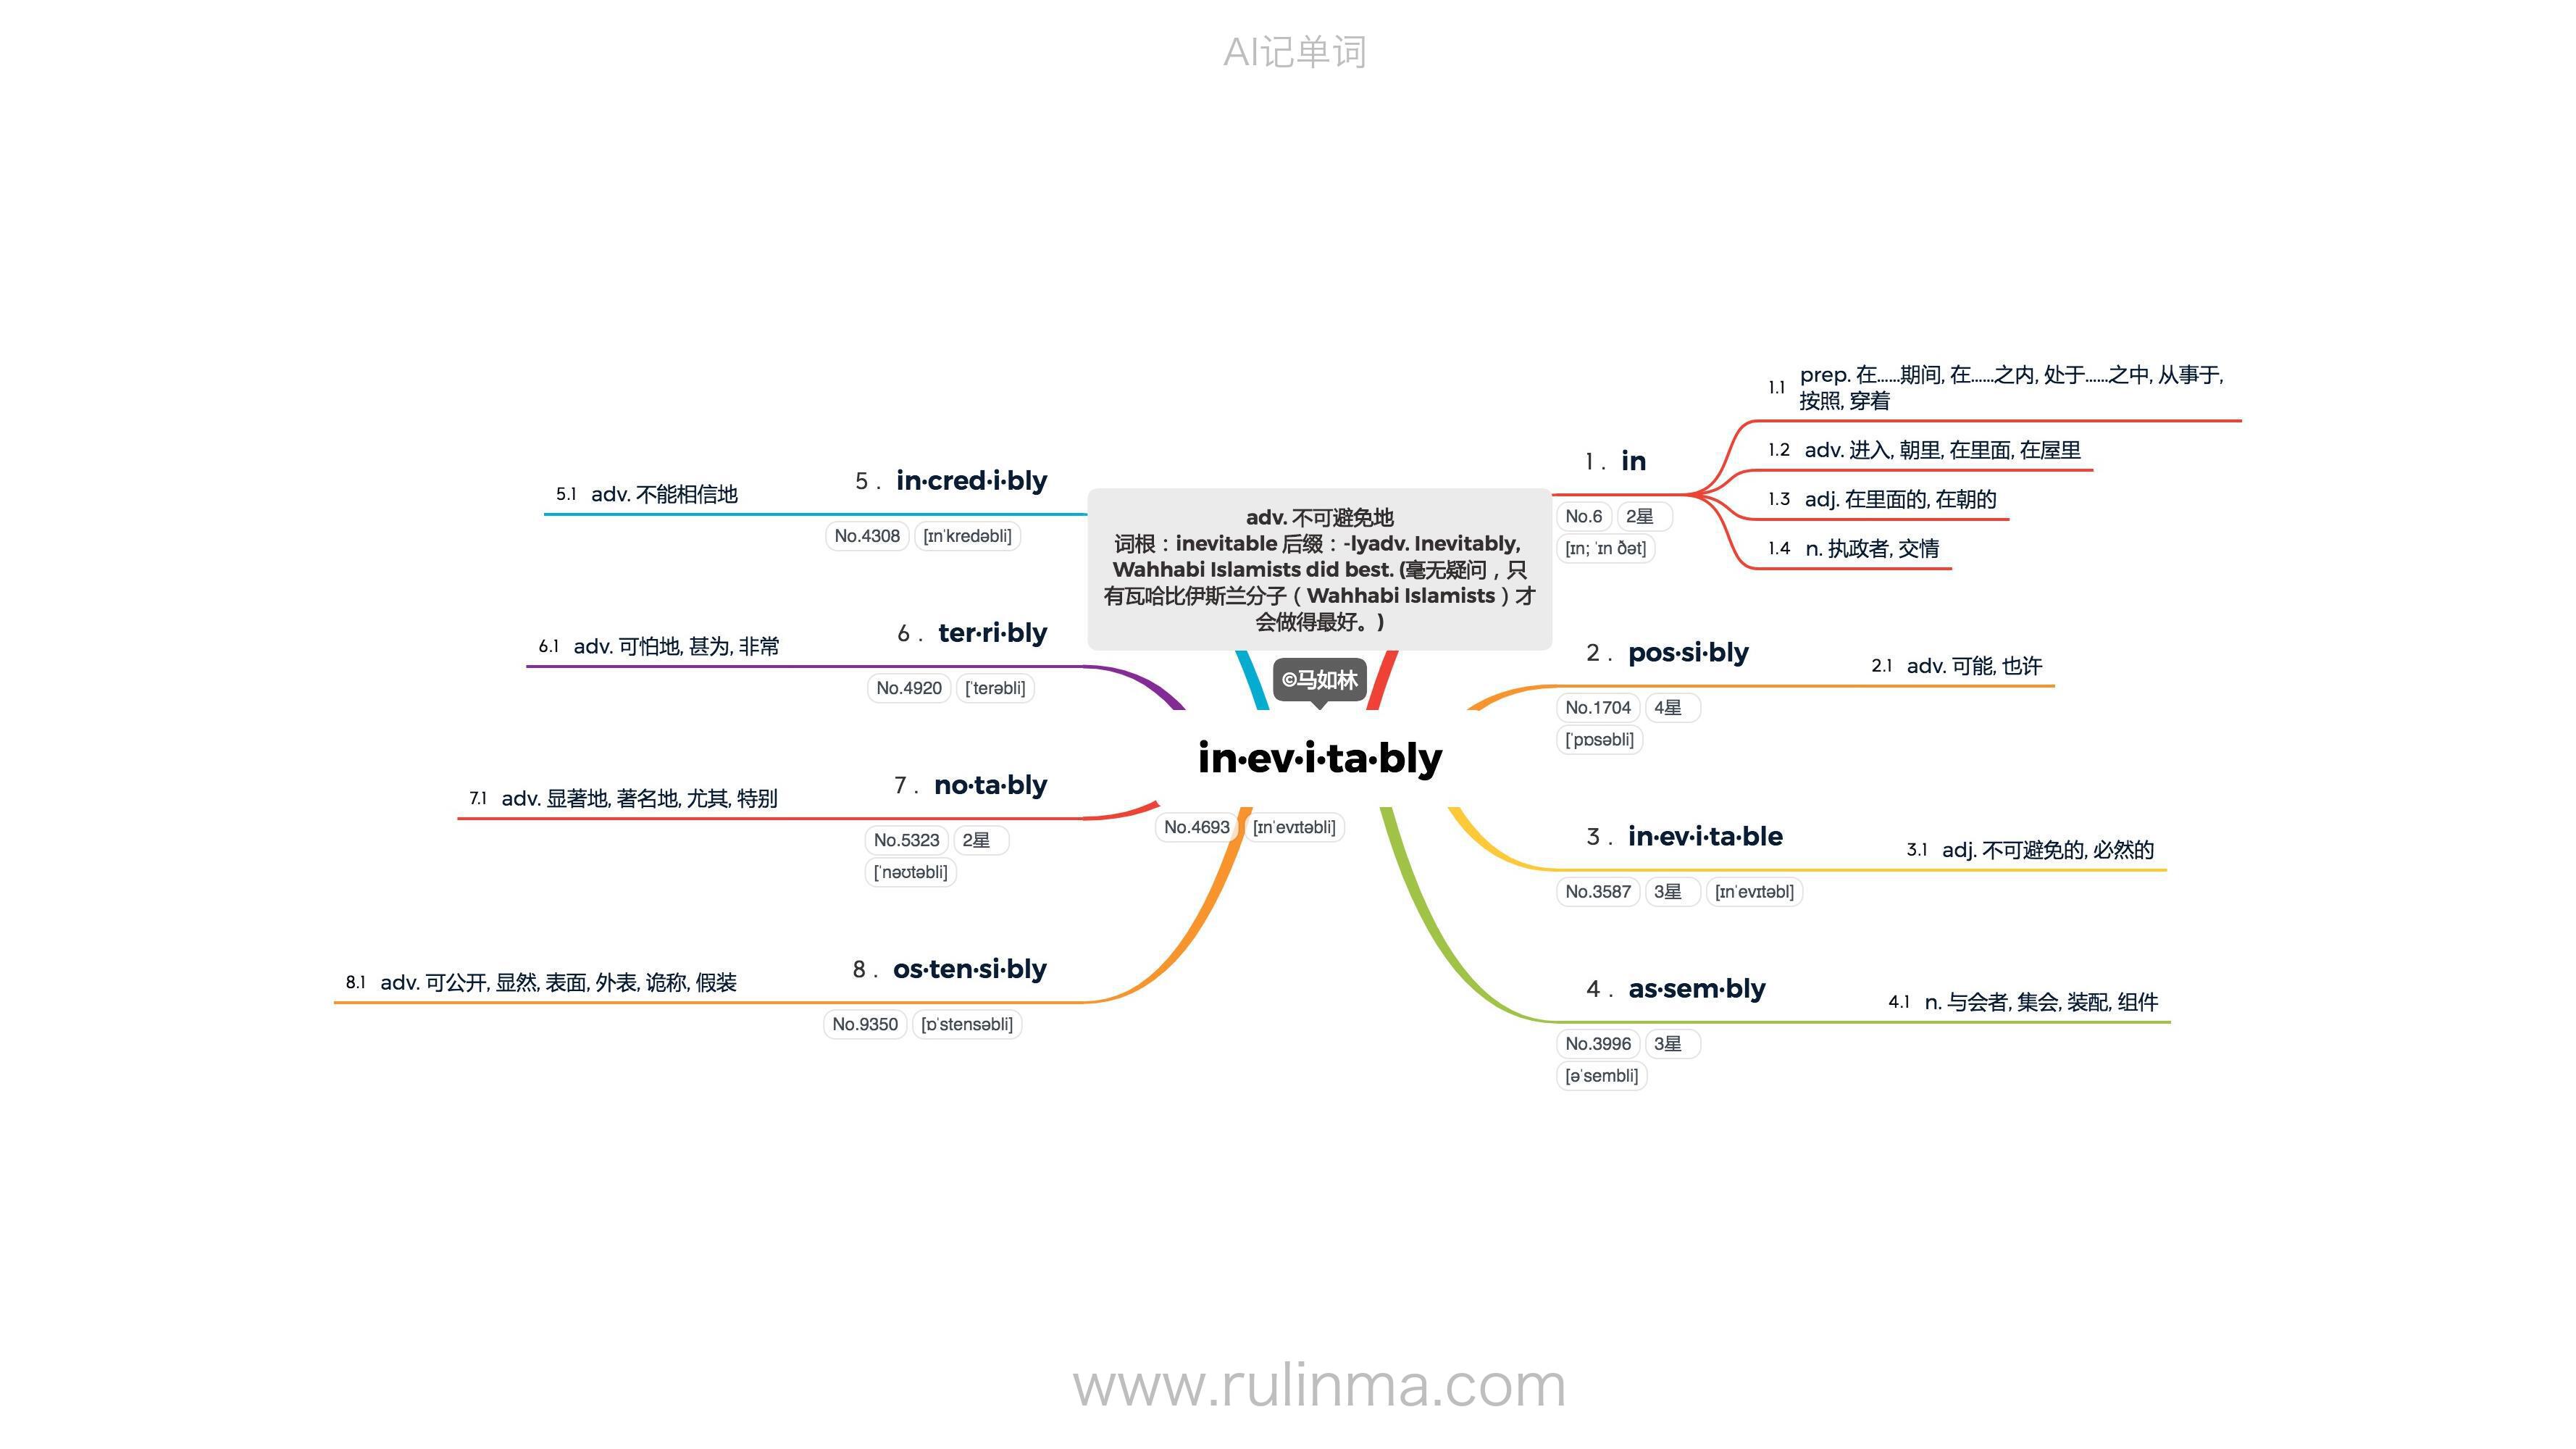 AI记单词
adv. 不可避免地
词根：inevitable 后缀：-lyadv. Inevitably,
Wahhabi Islamists did best. (毫无疑问，只
有瓦哈比伊斯兰分子（Wahhabi Islamists）才
会做得最好。)
©马如林
in·ev·i·ta·bly
No.4693 [ɪnˈevɪtəbli]
1. in
No.6 2星
[ɪn; ˈɪn ðət]
1.1 prep. 在……期间, 在……之内, 处于……之中, 从事于,
按照, 穿着
1.2 adv. 进入, 朝里, 在里面, 在屋里
1.3 adj. 在里面的, 在朝的
1.4 n. 执政者, 交情
2. pos·si·bly
No.1704 4星
[ˈpɒsəbli]
2.1 adv. 可能, 也许
3. in·ev·i·ta·ble
No.3587 3星 [ɪnˈevɪtəbl]
3.1 adj. 不可避免的, 必然的
4. as·sem·bly
No.3996 3星
[əˈsembli]
4.1 n. 与会者, 集会, 装配, 组件
5. in·cred·i·bly
No.4308 [ɪnˈkredəbli]
5.1 adv. 不能相信地
6. ter·ri·bly
No.4920 [ˈterəbli]
6.1 adv. 可怕地, 甚为, 非常
7. no·ta·bly
No.5323 2星
[ˈnəʊtəbli]
7.1 adv. 显著地, 著名地, 尤其, 特别
8. os·ten·si·bly
No.9350 [ɒˈstensəbli]
8.1 adv. 可公开, 显然, 表面, 外表, 诡称, 假装
www.rulinma.com